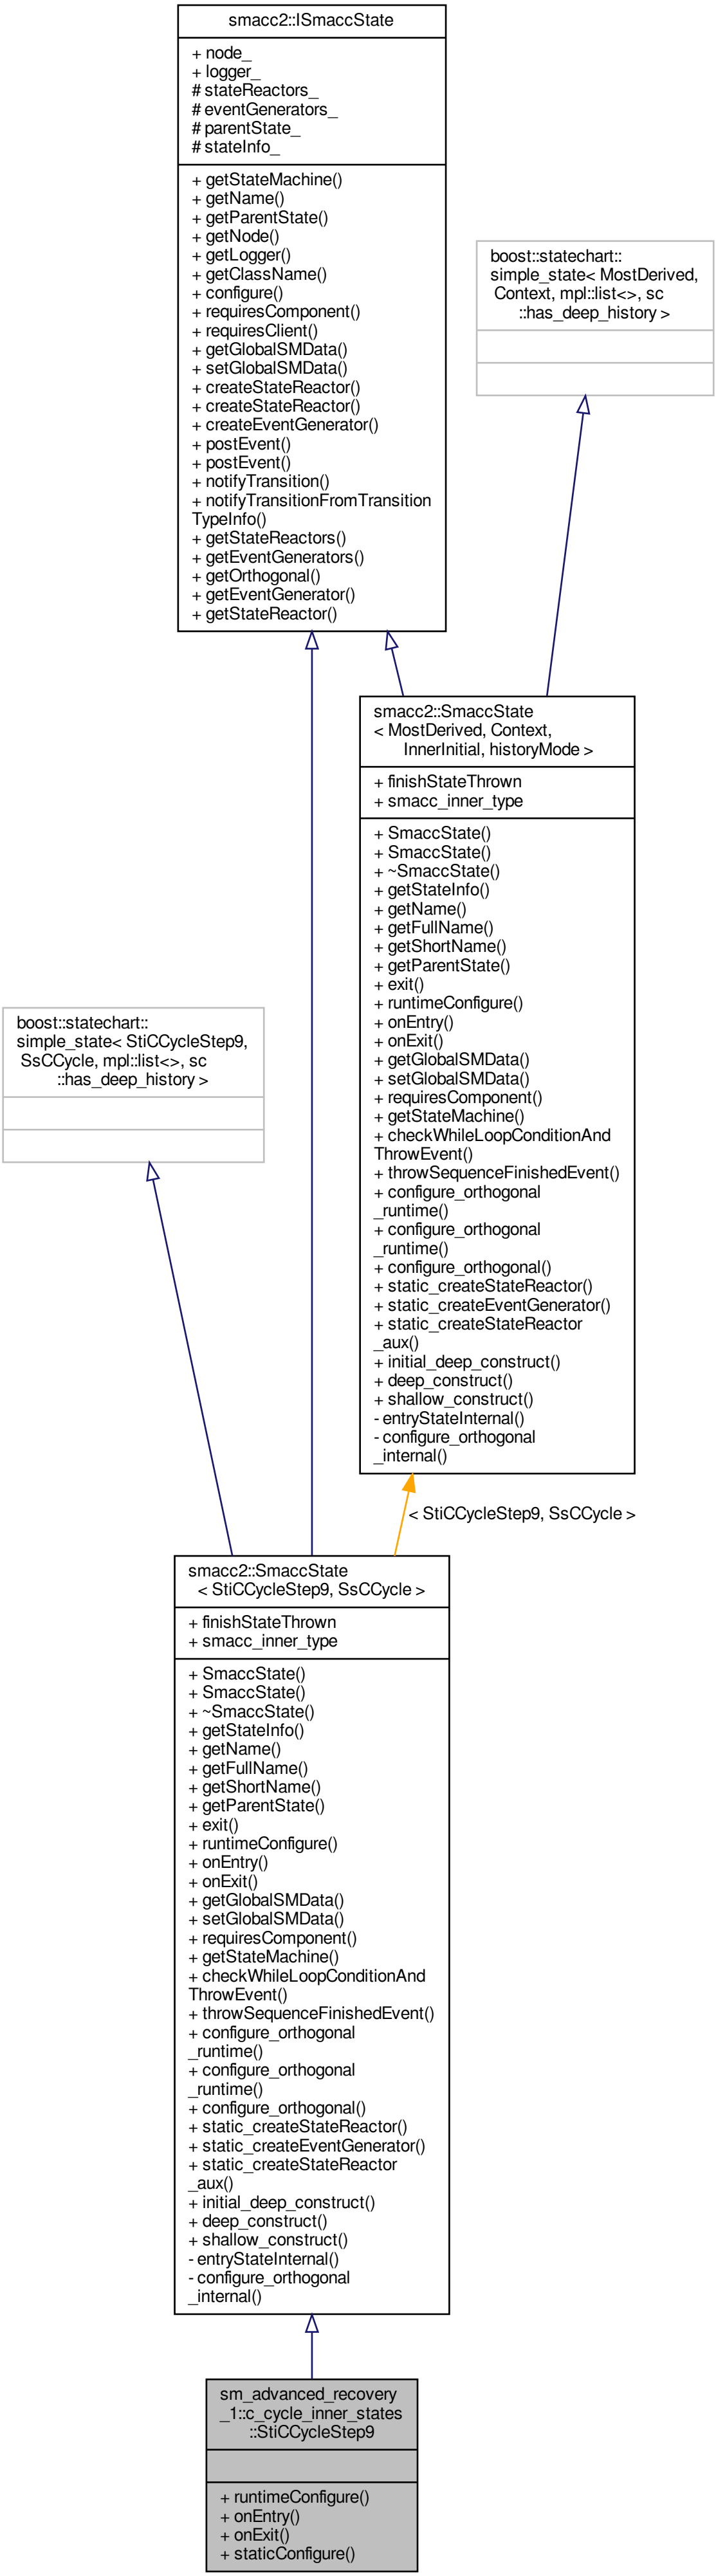 smacc2::ISmaccState
+ node_
+ logger_
# stateReactors_
# eventGenerators_
# parentState_
# stateInfo_
+ getStateMachine()
+ getName()
+ getParentState()
+ getNode()
+ getLogger()
+ getClassName()
+ configure()
+ requiresComponent()
+ requiresClient()
+ getGlobalSMData()
+ setGlobalSMData()
+ createStateReactor()
+ createStateReactor()
+ createEventGenerator()
+ postEvent()
+ postEvent()
+ notifyTransition()
+ notifyTransitionFromTransition
TypeInfo()
+ getStateReactors()
+ getEventGenerators()
+ getOrthogonal()
+ getEventGenerator()
+ getStateReactor()
boost::statechart::
simple_state< MostDerived,
Context, mpl::list<>, sc
::has_deep_history >
smacc2::SmaccState
< MostDerived, Context,
InnerInitial, historyMode >
+ finishStateThrown
+ smacc_inner_type
+ SmaccState()
+ SmaccState()
+ ~SmaccState()
+ getStateInfo()
+ getName()
+ getFullName()
+ getShortName()
+ getParentState()
+ exit()
+ runtimeConfigure()
+ onEntry()
+ onExit()
+ getGlobalSMData()
+ setGlobalSMData()
+ requiresComponent()
+ getStateMachine()
+ checkWhileLoopConditionAnd
ThrowEvent()
+ throwSequenceFinishedEvent()
+ configure_orthogonal
_runtime()
+ configure_orthogonal
_runtime()
+ configure_orthogonal()
+ static_createStateReactor()
+ static_createEventGenerator()
+ static_createStateReactor
_aux()
+ initial_deep_construct()
+ deep_construct()
+ shallow_construct()
- entryStateInternal()
- configure_orthogonal
_internal()
boost::statechart::
simple_state< StiCCycleStep9,
SsCCycle, mpl::list<>, sc
::has_deep_history >
< StiCCycleStep9, SsCCycle >
smacc2::SmaccState
< StiCCycleStep9, SsCCycle >
+ finishStateThrown
+ smacc_inner_type
+ SmaccState()
+ SmaccState()
+ ~SmaccState()
+ getStateInfo()
+ getName()
+ getFullName()
+ getShortName()
+ getParentState()
+ exit()
+ runtimeConfigure()
+ onEntry()
+ onExit()
+ getGlobalSMData()
+ setGlobalSMData()
+ requiresComponent()
+ getStateMachine()
+ checkWhileLoopConditionAnd
ThrowEvent()
+ throwSequenceFinishedEvent()
+ configure_orthogonal
_runtime()
+ configure_orthogonal
_runtime()
+ configure_orthogonal()
+ static_createStateReactor()
+ static_createEventGenerator()
+ static_createStateReactor
_aux()
+ initial_deep_construct()
+ deep_construct()
+ shallow_construct()
- entryStateInternal()
- configure_orthogonal
_internal()
sm_advanced_recovery
_1::c_cycle_inner_states
::StiCCycleStep9
+ runtimeConfigure()
+ onEntry()
+ onExit()
+ staticConfigure()